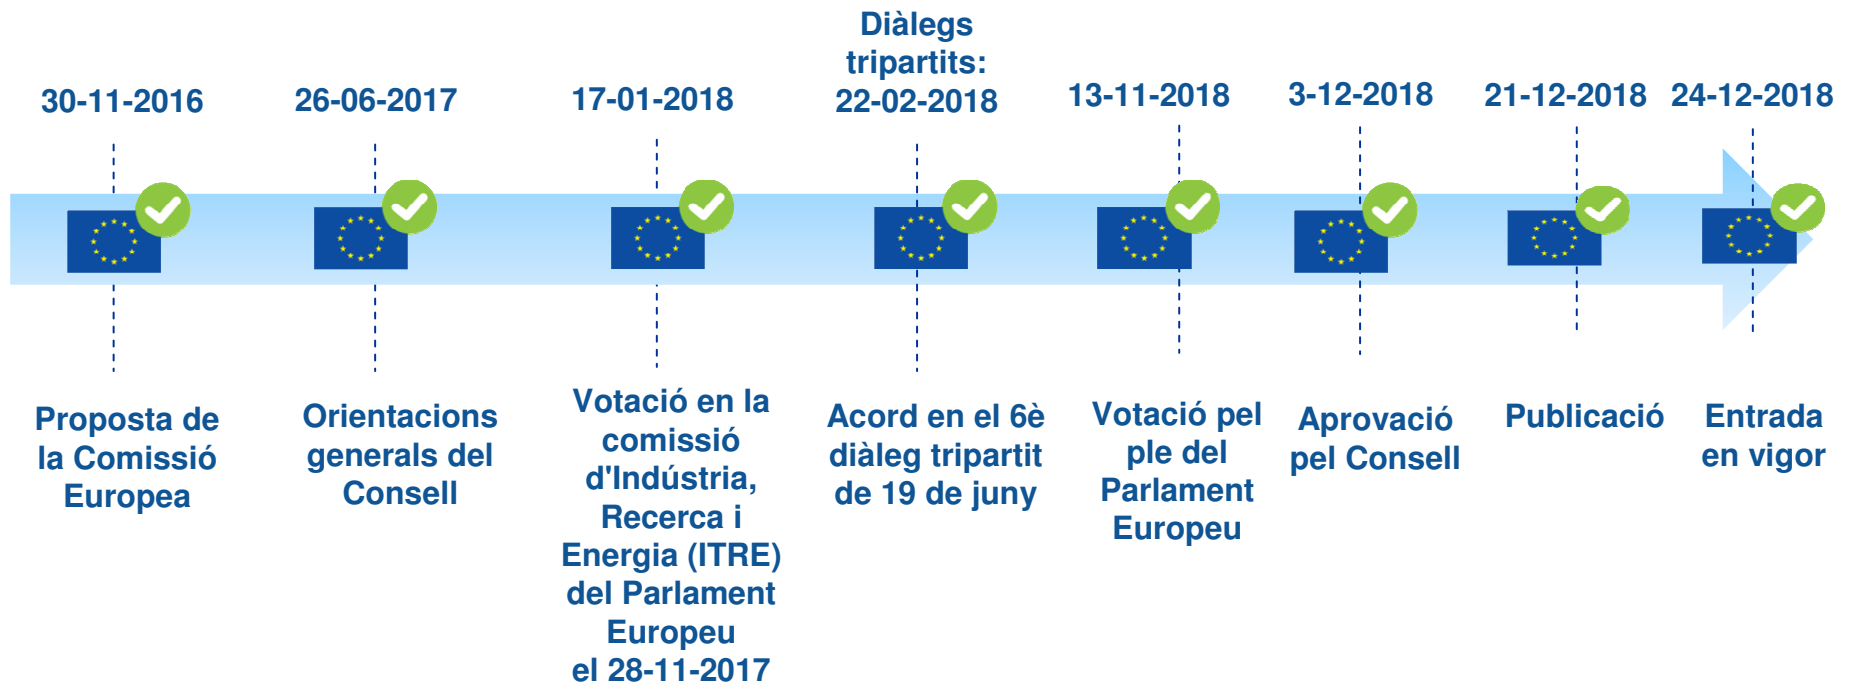 30-11-2016
Proposta de
la Comissió
Europea
26-06-2017
Orientacions
generals del
Consell
17-01-2018
Votació en la
comissió
d'Indústria,
Recerca i
Energia (ITRE)
del Parlament
Europeu
el 28-11-2017
Diàlegs
tripartits:
22-02-2018
Acord en el 6è
diàleg tripartit
de 19 de juny
13-11-2018
Votació pel
ple del
Parlament
Europeu
3-12-2018
Aprovació
pel Consell
21-12-2018
Publicació
24-12-2018
Entrada
en vigor